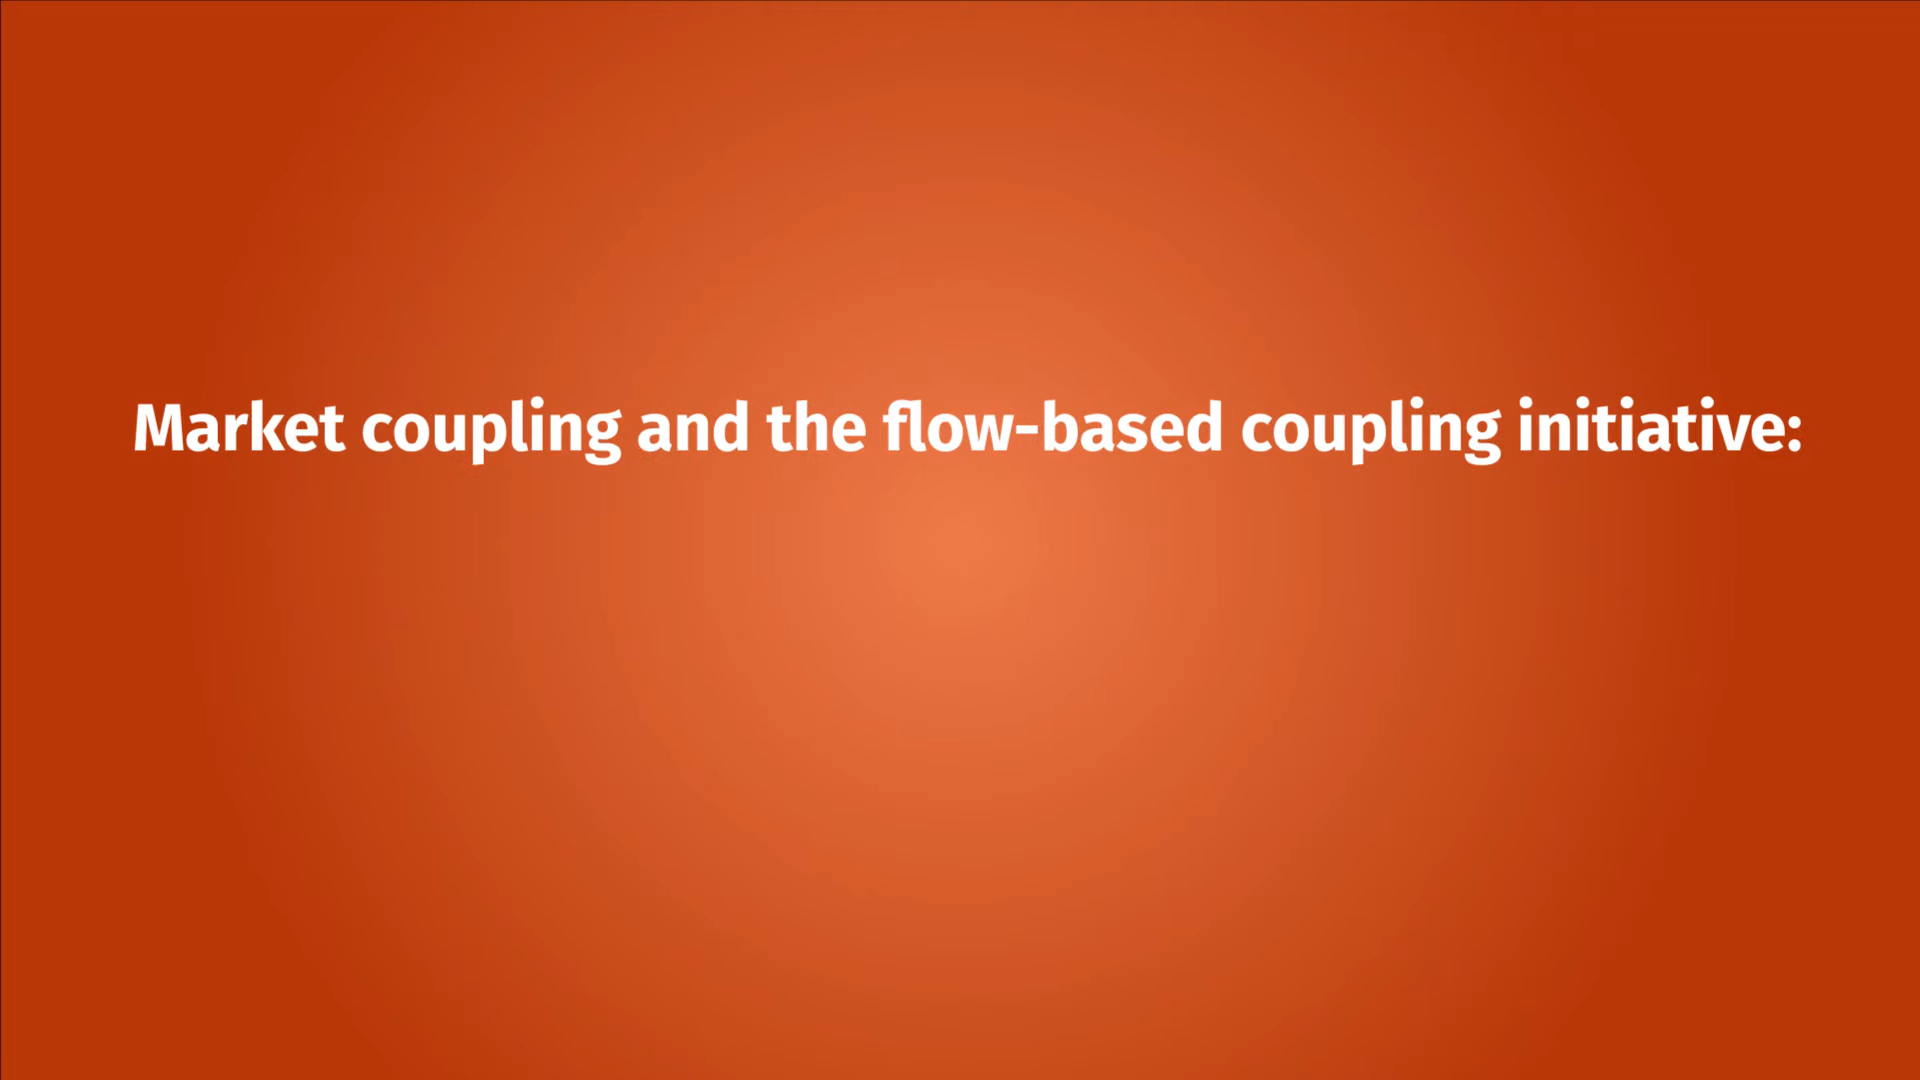 Market coupling and the flow-based coupling initiative: